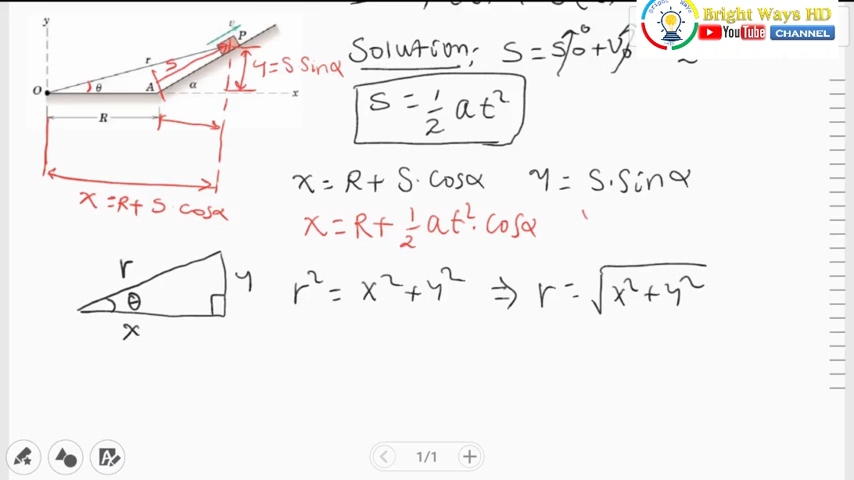 Bright Ways HD
YouTube CHANNEL
Solution; S = S₀⁰ + V₀
S = 1/2 at²
y
v
P
r
S
y = S Sinα
O
θ
A
α
x
R
x = R + S · cosα
x = R + S · cosα y = S · Sinα
x = R + 1/2 at² · cosα
r
θ
y
x
r² = x² + y² ⇒ r = √x² + y²
1/1